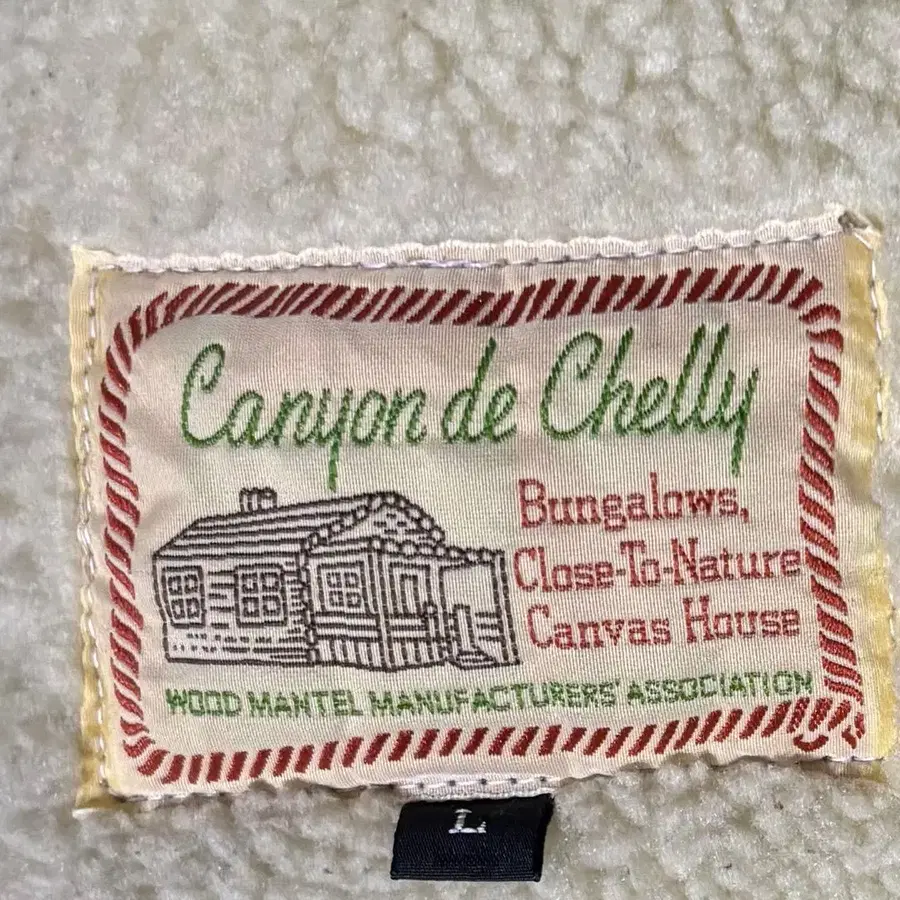 Canyon de Chelly
Bungalows,
Close-To-Nature
Canvas House
WOOD MANTEL MANUFACTURERS' ASSOCIATION
L